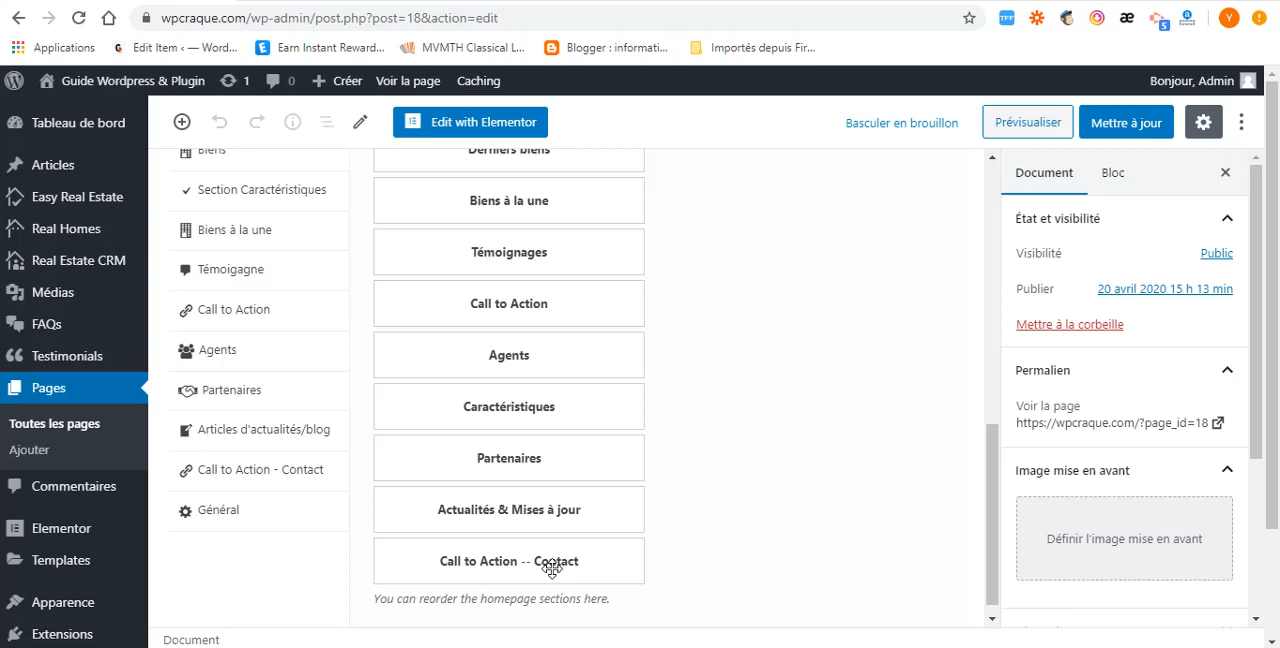 wpcraque.com/wp-admin/post.php?post=18&action=edit
Applications
Edit Item ‹ — Word...
Earn Instant Reward...
MVMTH Classical L...
Blogger : informati...
Importés depuis Fir...
Guide Wordpress & Plugin
1
0
Créer
Voir la page
Caching
Bonjour, Admin
Tableau de bord
Articles
Easy Real Estate
Real Homes
Real Estate CRM
Médias
FAQs
Testimonials
Pages
Toutes les pages
Ajouter
Commentaires
Elementor
Templates
Apparence
Extensions
Edit with Elementor
Basculer en brouillon
Prévisualiser
Mettre à jour
Biens
Section Caractéristiques
Biens à la une
Témoigagne
Call to Action
Agents
Partenaires
Articles d'actualités/blog
Call to Action - Contact
Général
Derniers biens
Biens à la une
Témoignages
Call to Action
Agents
Caractéristiques
Partenaires
Actualités & Mises à jour
Call to Action -- Contact
You can reorder the homepage sections here.
Document
Document
Bloc
État et visibilité
Visibilité
Public
Publier
20 avril 2020 15 h 13 min
Mettre à la corbeille
Permalien
Voir la page
https://wpcraque.com/?page_id=18
Image mise en avant
Définir l'image mise en avant